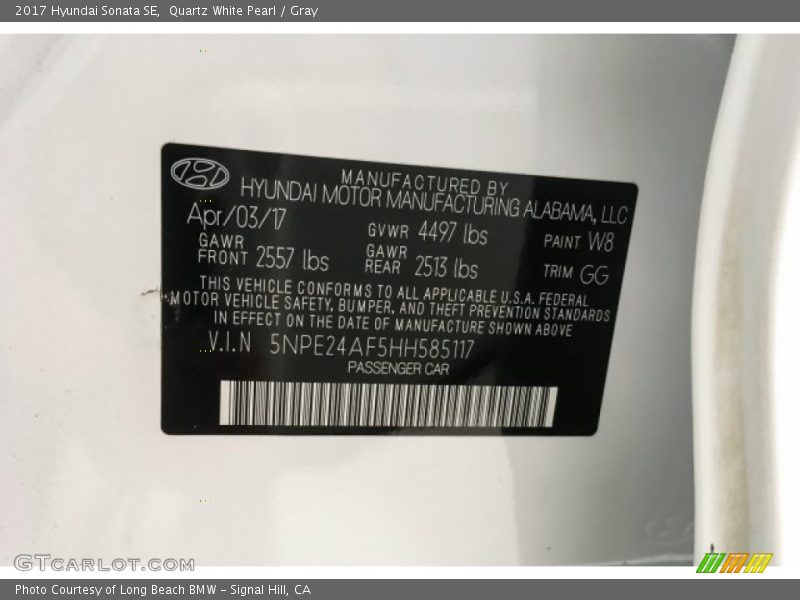 2017 Hyundai Sonata SE,  Quartz White Pearl / Gray
MANUFACTURED BY
HYUNDAI MOTOR MANUFACTURING ALABAMA, LLC
Apr/03/17
GVWR 4497 lbs
PAINT W8
GAWR FRONT 2557 lbs
GAWR REAR 2513 lbs
TRIM GG
THIS VEHICLE CONFORMS TO ALL APPLICABLE U.S.A. FEDERAL
MOTOR VEHICLE SAFETY, BUMPER, AND THEFT PREVENTION STANDARDS
IN EFFECT ON THE DATE OF MANUFACTURE SHOWN ABOVE
V.I.N 5NPE24AF5HH585117
PASSENGER CAR
GTCARLOT.COM
Photo Courtesy of Long Beach BMW - Signal Hill, CA